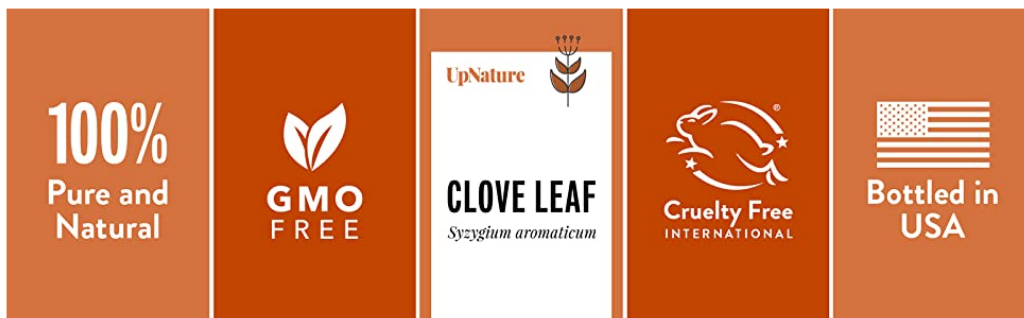 100%
Pure and
Natural
GMO
FREE
UpNature
CLOVE LEAF
Syzygium aromaticum
®
Cruelty Free
INTERNATIONAL
Bottled in
USA